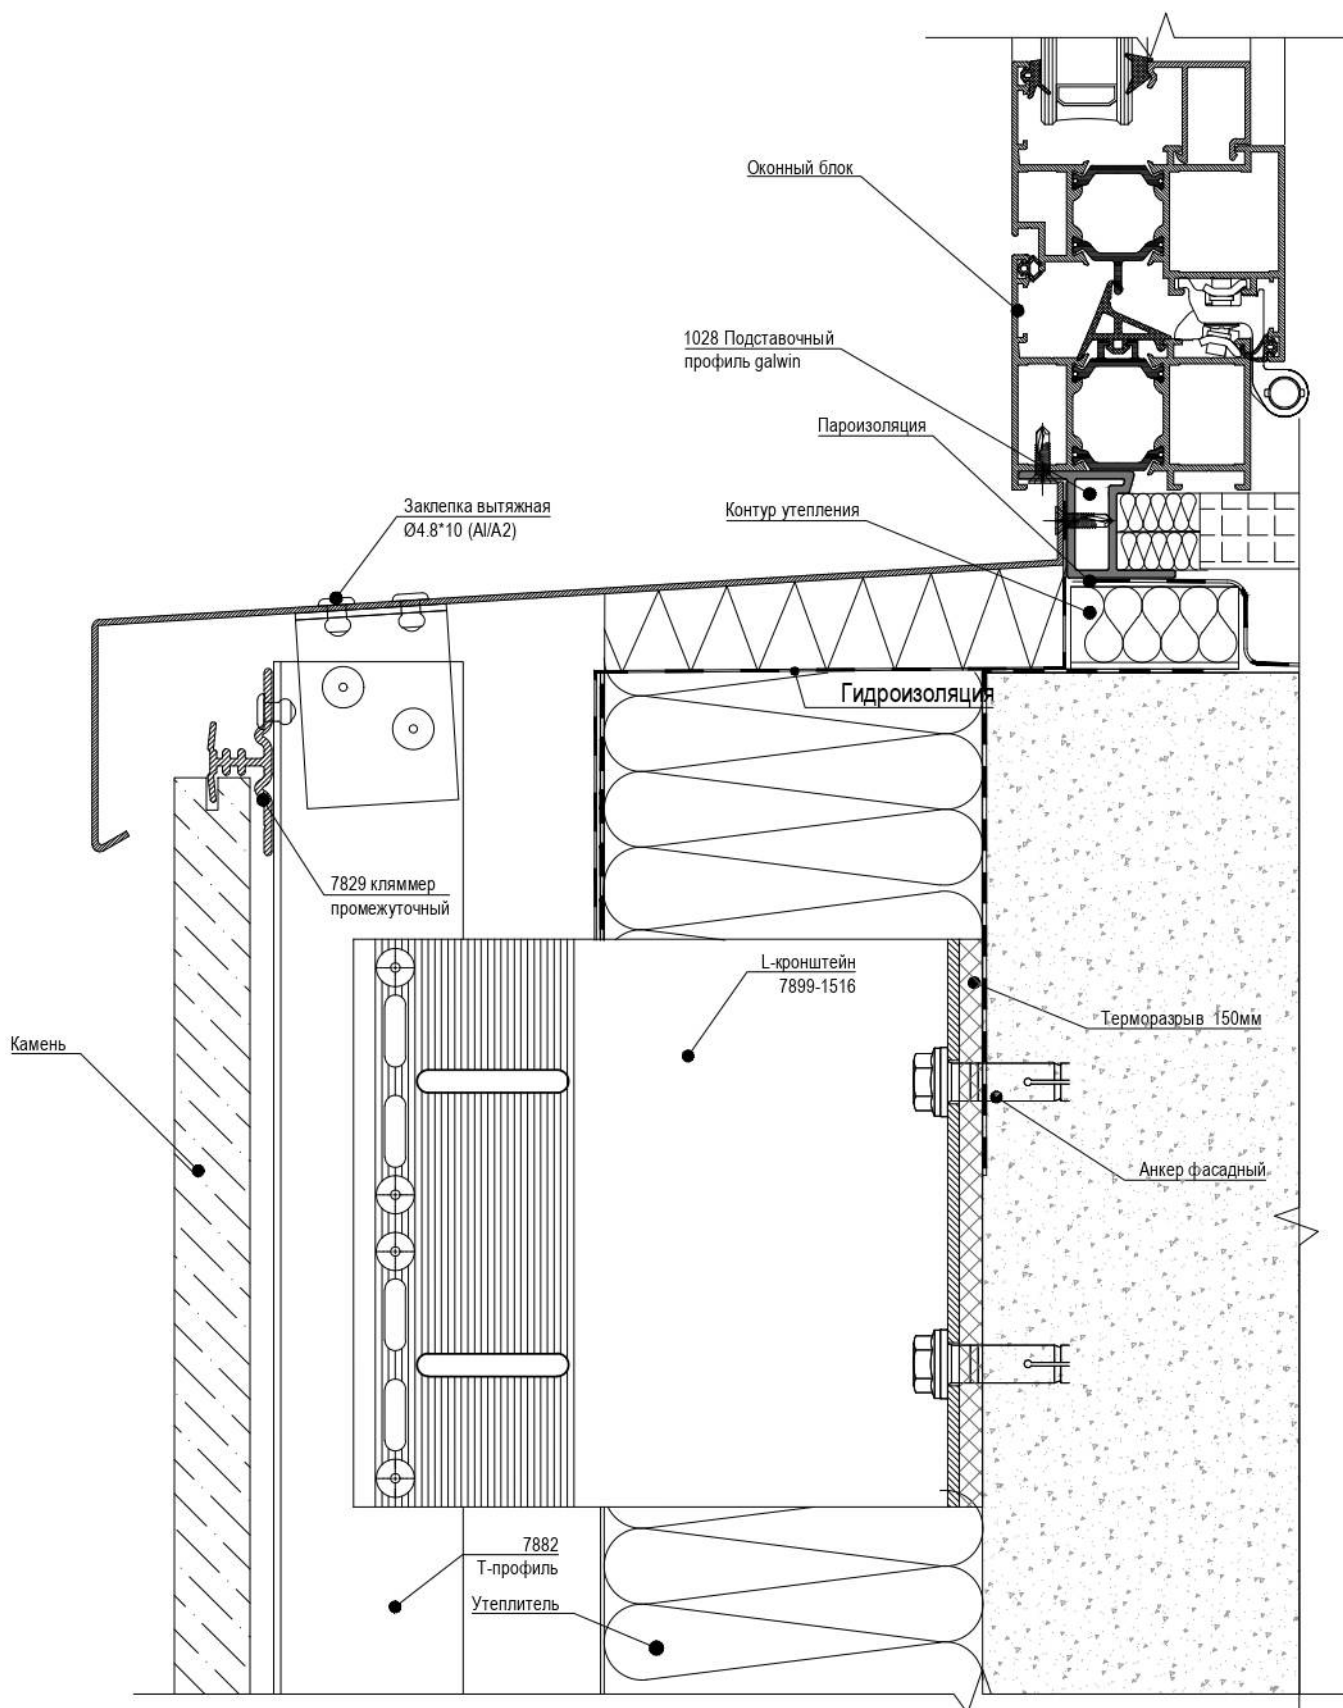 Оконный блок
1028 Подставочный
профиль galwin
Пароизоляция
Заклепка вытяжная
Ø4.8*10 (Al/A2)
Контур утепления
Гидроизоляция
7829 кляммер
промежуточный
L-кронштейн
7899-1516
Терморазрыв 150мм
Камень
Анкер фасадный
7882
Т-профиль
Утеплитель